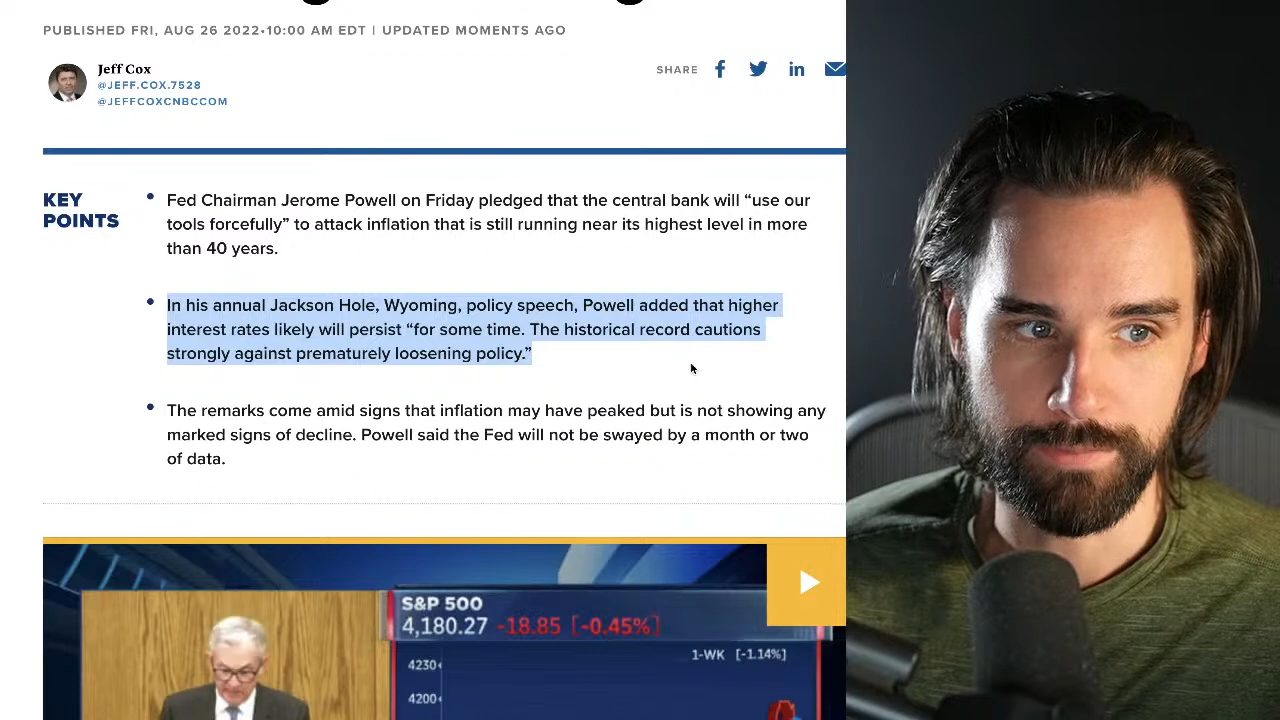 PUBLISHED FRI, AUG 26 2022•10:00 AM EDT | UPDATED MOMENTS AGO
Jeff Cox
@JEFF.COX.7528
@JEFFCOXCNBCCOM
SHARE
KEY
POINTS
• Fed Chairman Jerome Powell on Friday pledged that the central bank will “use our
tools forcefully” to attack inflation that is still running near its highest level in more
than 40 years.
• In his annual Jackson Hole, Wyoming, policy speech, Powell added that higher
interest rates likely will persist “for some time. The historical record cautions
strongly against prematurely loosening policy.”
• The remarks come amid signs that inflation may have peaked but is not showing any
marked signs of decline. Powell said the Fed will not be swayed by a month or two
of data.
S&P 500
4,180.27 -18.85 [-0.45%]
1-WK [-1.14%]
4230
4200